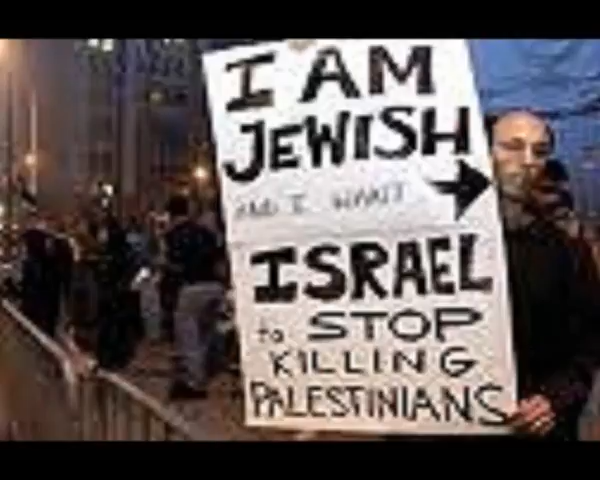 I AM
JEWISH
AND I WANT
ISRAEL
to STOP
KILLING
PALESTINIANS